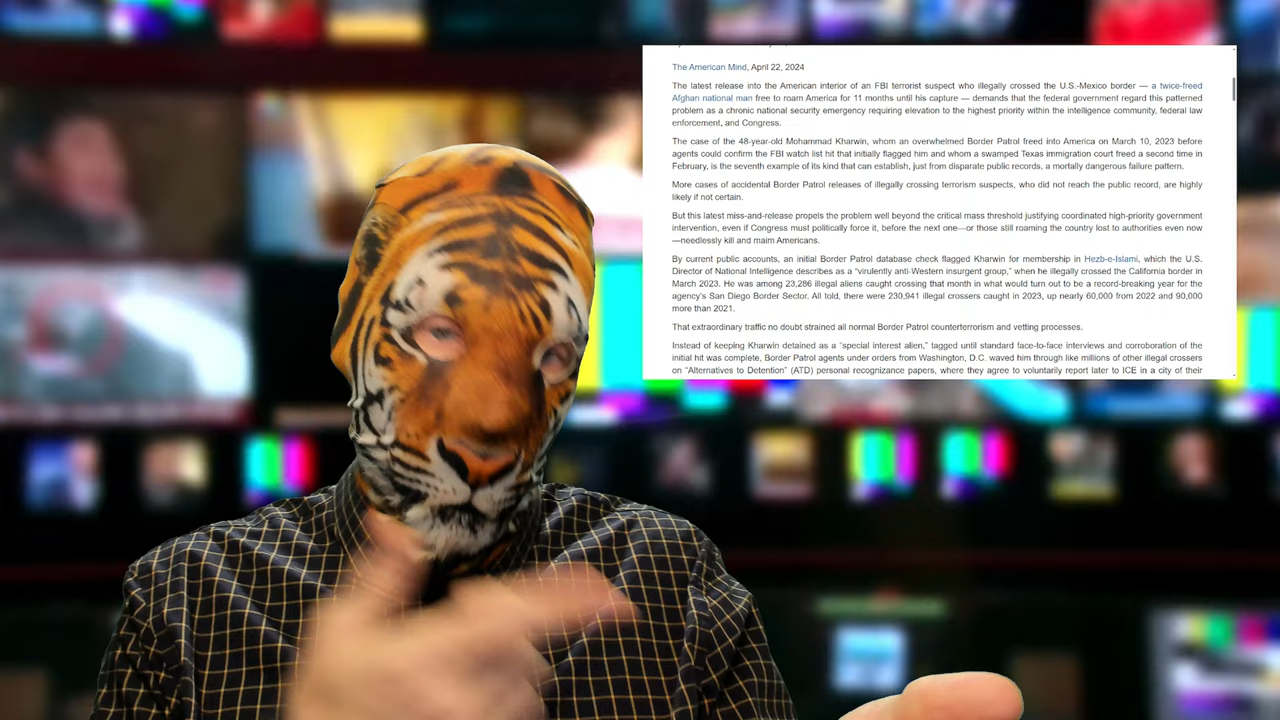 The American Mind, April 22, 2024
The latest release into the American interior of an FBI terrorist suspect who illegally crossed the U.S.-Mexico border — a twice-freed
Afghan national man free to roam America for 11 months until his capture — demands that the federal government regard this patterned
problem as a chronic national security emergency requiring elevation to the highest priority within the intelligence community, federal law
enforcement, and Congress.
The case of the 48-year-old Mohammad Kharwin, whom an overwhelmed Border Patrol freed into America on March 10, 2023 before
agents could confirm the FBI watch list hit that initially flagged him and whom a swamped Texas immigration court freed a second time in
February, is the seventh example of its kind that can establish, just from disparate public records, a mortally dangerous failure pattern.
More cases of accidental Border Patrol releases of illegally crossing terrorism suspects, who did not reach the public record, are highly
likely if not certain.
But this latest miss-and-release propels the problem well beyond the critical mass threshold justifying coordinated high-priority government
intervention, even if Congress must politically force it, before the next one—or those still roaming the country lost to authorities even now
—needlessly kill and maim Americans.
By current public accounts, an initial Border Patrol database check flagged Kharwin for membership in Hezb-e-Islami, which the U.S.
Director of National Intelligence describes as a “virulently anti-Western insurgent group,” when he illegally crossed the California border in
March 2023. He was among 23,286 illegal aliens caught crossing that month in what would turn out to be a record-breaking year for the
agency’s San Diego Border Sector. All told, there were 230,941 illegal crossers caught in 2023, up nearly 60,000 from 2022 and 90,000
more than 2021.
That extraordinary traffic no doubt strained all normal Border Patrol counterterrorism and vetting processes.
Instead of keeping Kharwin detained as a “special interest alien,” tagged until standard face-to-face interviews and corroboration of the
initial hit was complete, Border Patrol agents under orders from Washington, D.C. waved him through like millions of other illegal crossers
on “Alternatives to Detention” (ATD) personal recognizance papers, where they agree to voluntarily report later to ICE in a city of their